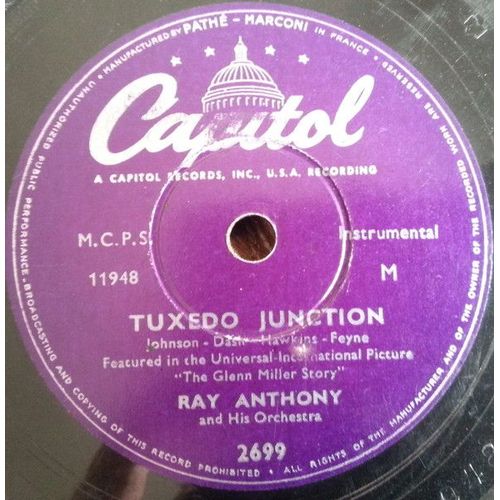 MANUFACTURED BY PATHÉ - MARCONI IN FRANCE.
ALL RIGHTS OF THE MANUFACTURER AND OF THE OWNER OF THE RECORDED WORK ARE RESERVED
UNAUTHORIZED PUBLIC PERFORMANCE • BROADCASTING AND COPYING OF THIS RECORD PROHIBITED •
Capitol
A CAPITOL RECORDS, INC., U.S.A. RECORDING
M.C.P.S.
Instrumental
11948
M
TUXEDO JUNCTION
Johnson - Dash - Hawkins - Feyne
Featured in the Universal-International Picture
"The Glenn Miller Story"
RAY ANTHONY
and His Orchestra
2699